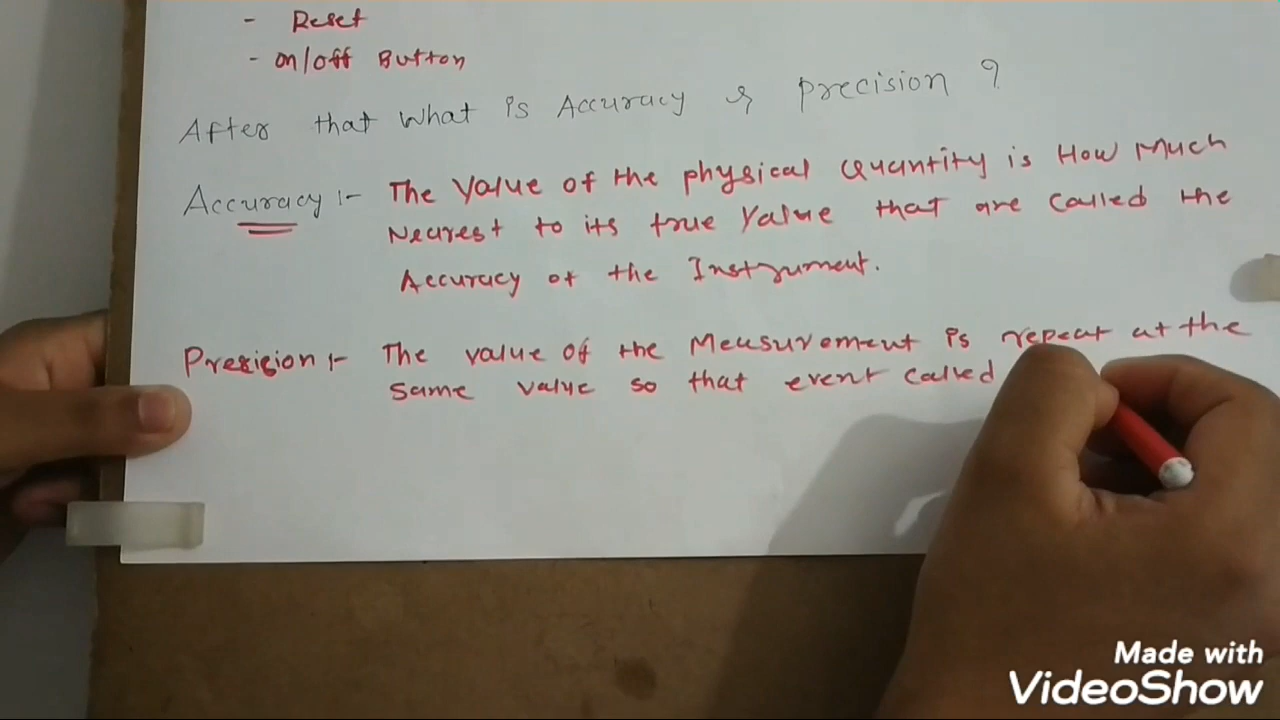 - Reset
- on/off Button
After that what is Accuracy & Precision ?
Accuracy :- The Value of the physical Quantity is How Much
Nearest to its true Value that are called the
Accuracy of the Instrument.
Precision :- The value of the Measurement is repeat at the
same value so that event called
Made with
VideoShow